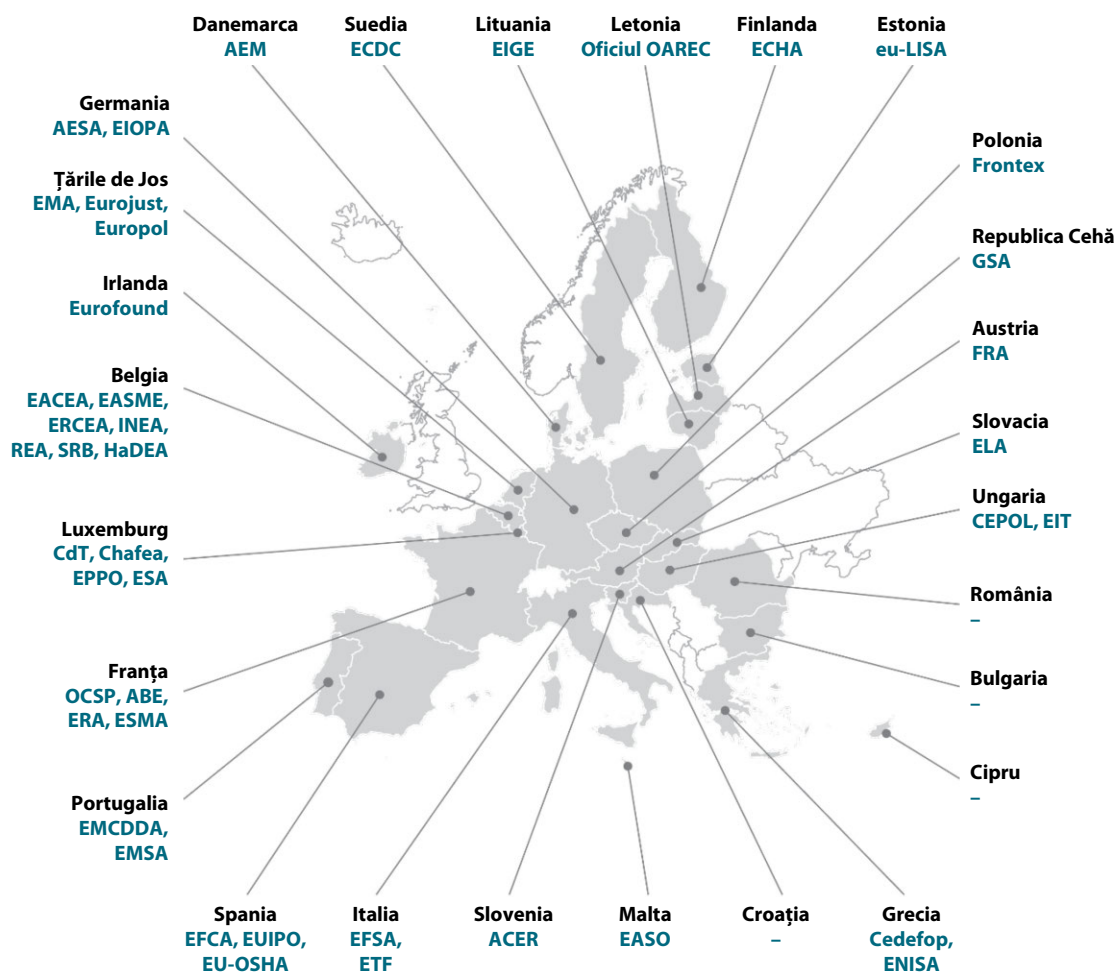 Danemarca
AEM
Suedia
ECDC
Lituania
EIGE
Letonia
Oficiul OAREC
Finlanda
ECHA
Estonia
eu-LISA
Germania
AESA, EIOPA
Țările de Jos
EMA, Eurojust,
Europol
Irlanda
Eurofound
Belgia
EACEA, EASME,
ERCEA, INEA,
REA, SRB, HaDEA
Luxemburg
CdT, Chafea,
EPPO, ESA
Franța
OCSP, ABE,
ERA, ESMA
Portugalia
EMCDDA,
EMSA
Polonia
Frontex
Republica Cehă
GSA
Austria
FRA
Slovacia
ELA
Ungaria
CEPOL, EIT
România
–
Bulgaria
–
Cipru
–
Spania
EFCA, EUIPO,
EU-OSHA
Italia
EFSA,
ETF
Slovenia
ACER
Malta
EASO
Croația
–
Grecia
Cedefop,
ENISA